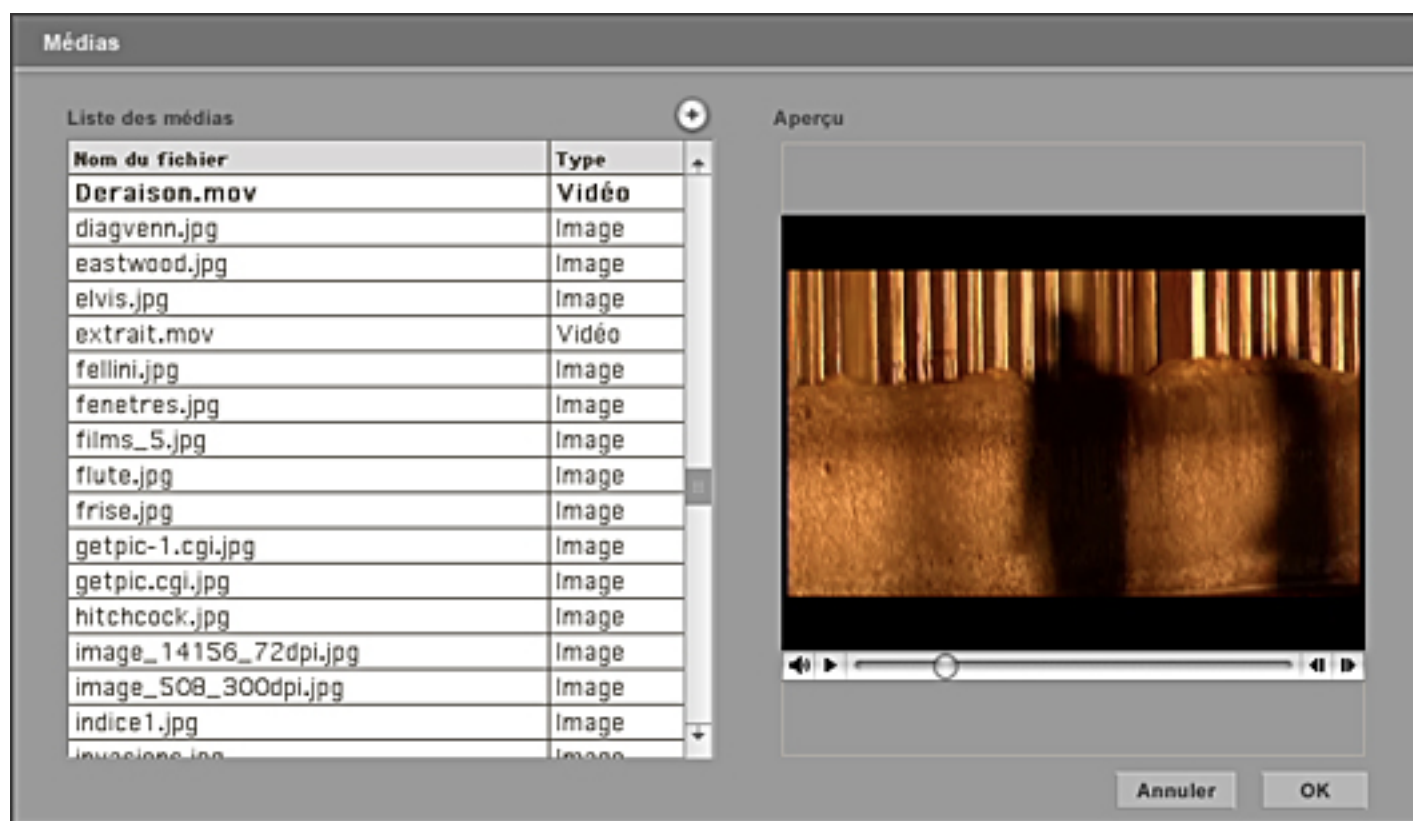 Médias
Liste des médias
Aperçu
Nom du fichier Type
Deraison.mov Vidéo
diagvenn.jpg Image
eastwood.jpg Image
elvis.jpg Image
extrait.mov Vidéo
fellini.jpg Image
fenetres.jpg Image
films_5.jpg Image
flute.jpg Image
frise.jpg Image
getpic-1.cgi.jpg Image
getpic.cgi.jpg Image
hitchcock.jpg Image
image_14156_72dpi.jpg Image
image_508_300dpi.jpg Image
indice1.jpg Image
invasions.jpg Image
Annuler OK